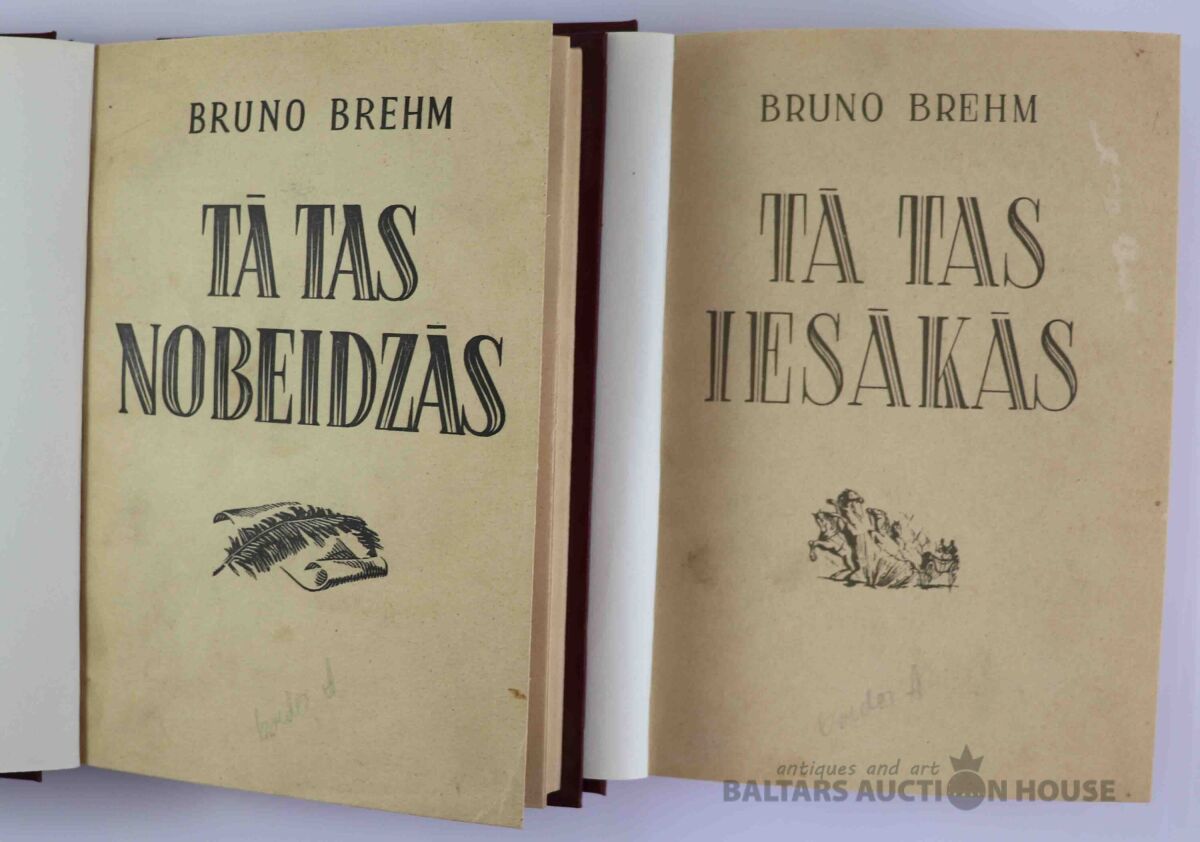 BRUNO BREHM
TĀ TAS
NOBEIDZĀS
BRUNO BREHM
TĀ TAS
IESĀKĀS
antiques and art
BALTARS AUCTION HOUSE